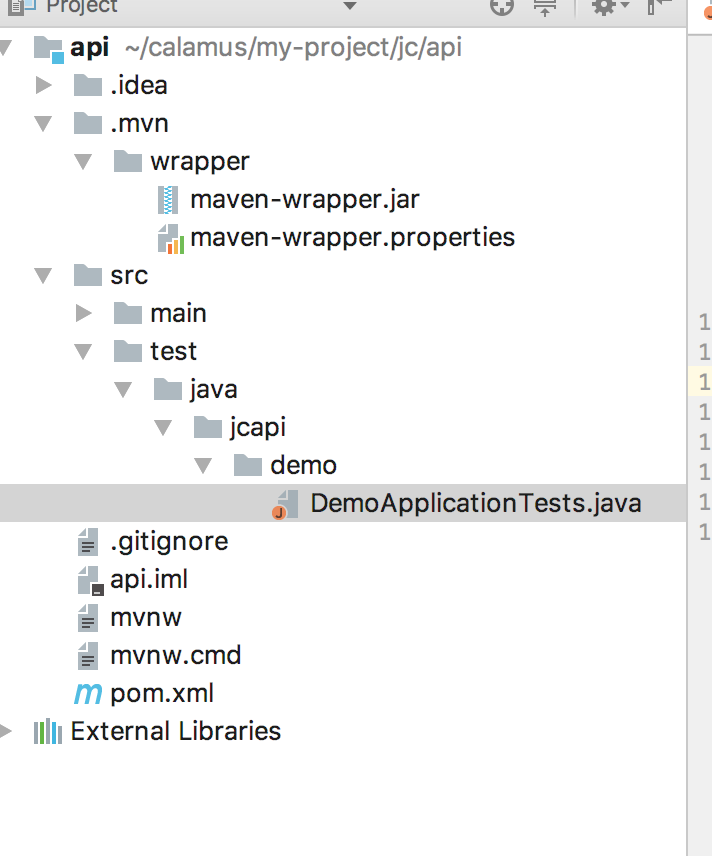 Project
api ~/calamus/my-project/jc/api
.idea
.mvn
wrapper
maven-wrapper.jar
maven-wrapper.properties
src
main
test
java
jcapi
demo
DemoApplicationTests.java
.gitignore
api.iml
mvnw
mvnw.cmd
pom.xml
External Libraries
1
1
1
1
1
1
1
1